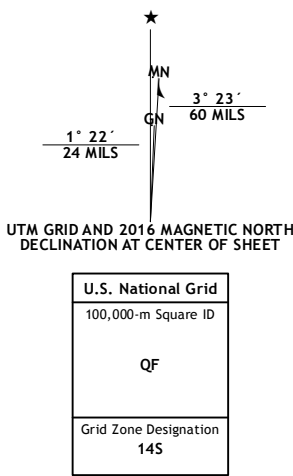 ★
MN
3° 23´
60 MILS
GN
1° 22´
24 MILS
UTM GRID AND 2016 MAGNETIC NORTH
DECLINATION AT CENTER OF SHEET
U.S. National Grid
100,000-m Square ID
QF
Grid Zone Designation
14S